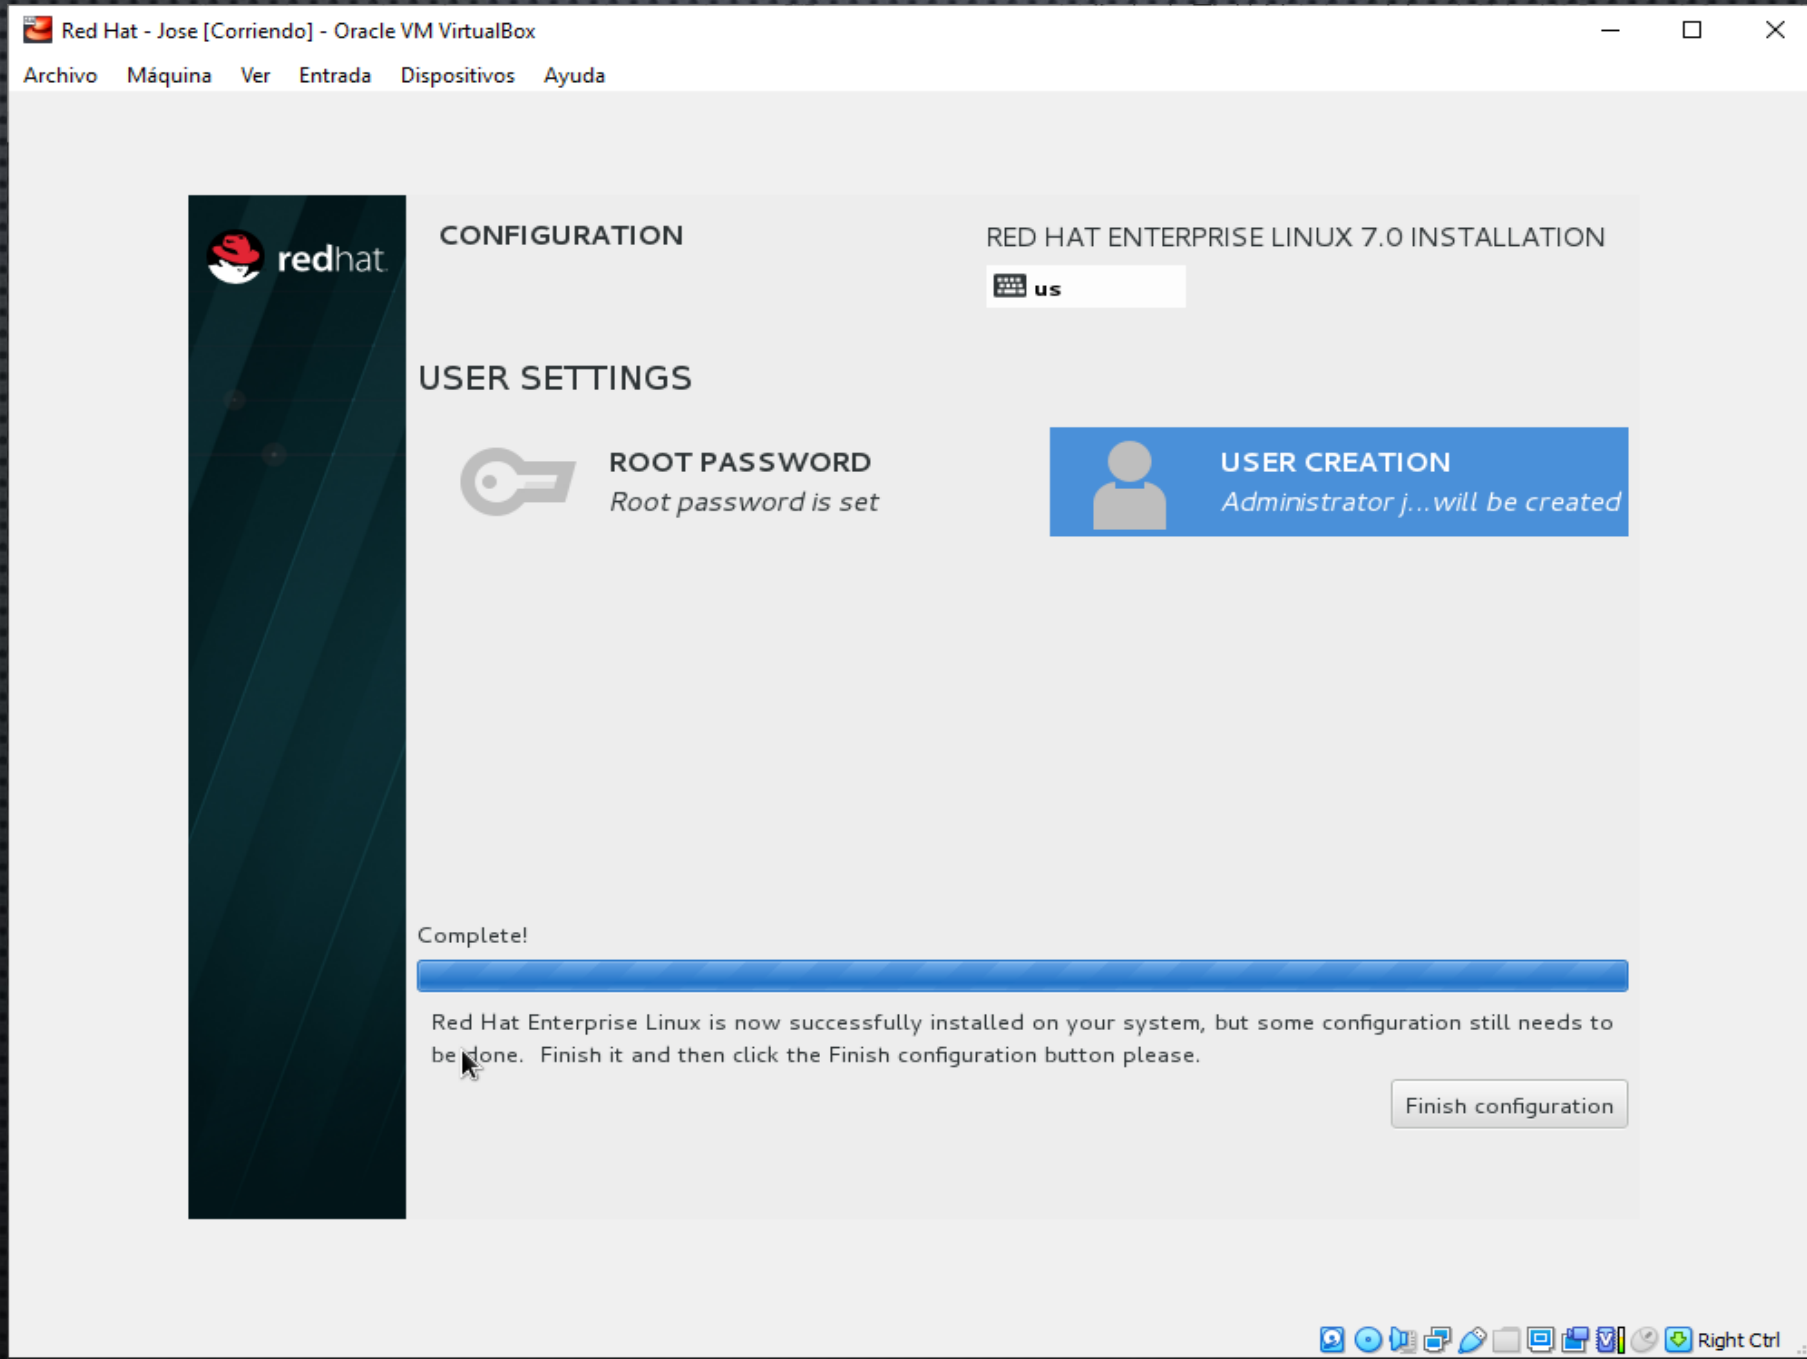 Red Hat - Jose [Corriendo] - Oracle VM VirtualBox
Archivo Máquina Ver Entrada Dispositivos Ayuda
redhat.
CONFIGURATION
RED HAT ENTERPRISE LINUX 7.0 INSTALLATION
us
USER SETTINGS
ROOT PASSWORD
Root password is set
USER CREATION
Administrator j...will be created
Complete!
Red Hat Enterprise Linux is now successfully installed on your system, but some configuration still needs to
be done. Finish it and then click the Finish configuration button please.
Finish configuration
Right Ctrl